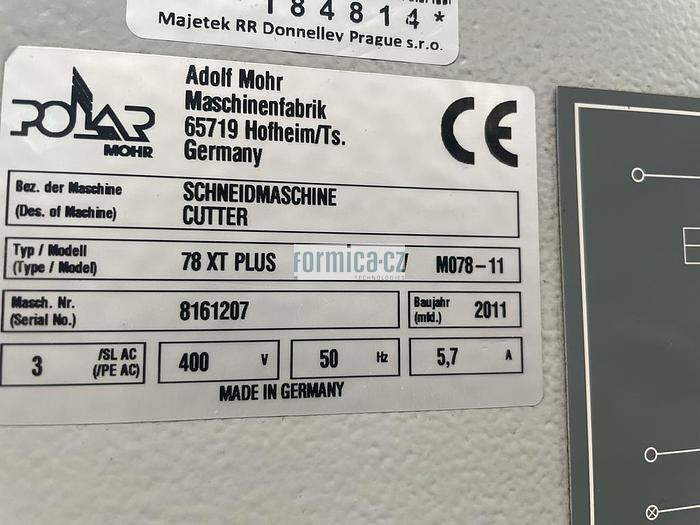 184814*
Majetek RR Donnelley Prague s.r.o.
POLAR
MOHR
Adolf Mohr
Maschinenfabrik
65719 Hofheim/Ts.
Germany
CE
Bez. der Maschine
(Des. of Machine)
SCHNEIDMASCHINE
CUTTER
Typ / Modell
(Type / Model)
78 XT PLUS / M078-11
formica.cz
TECHNOLOGIES
Masch. Nr.
(Serial No.)
8161207
Baujahr
(mfd.)
2011
3 /SL AC
(/PE AC)
400 V
50 Hz
5,7 A
MADE IN GERMANY